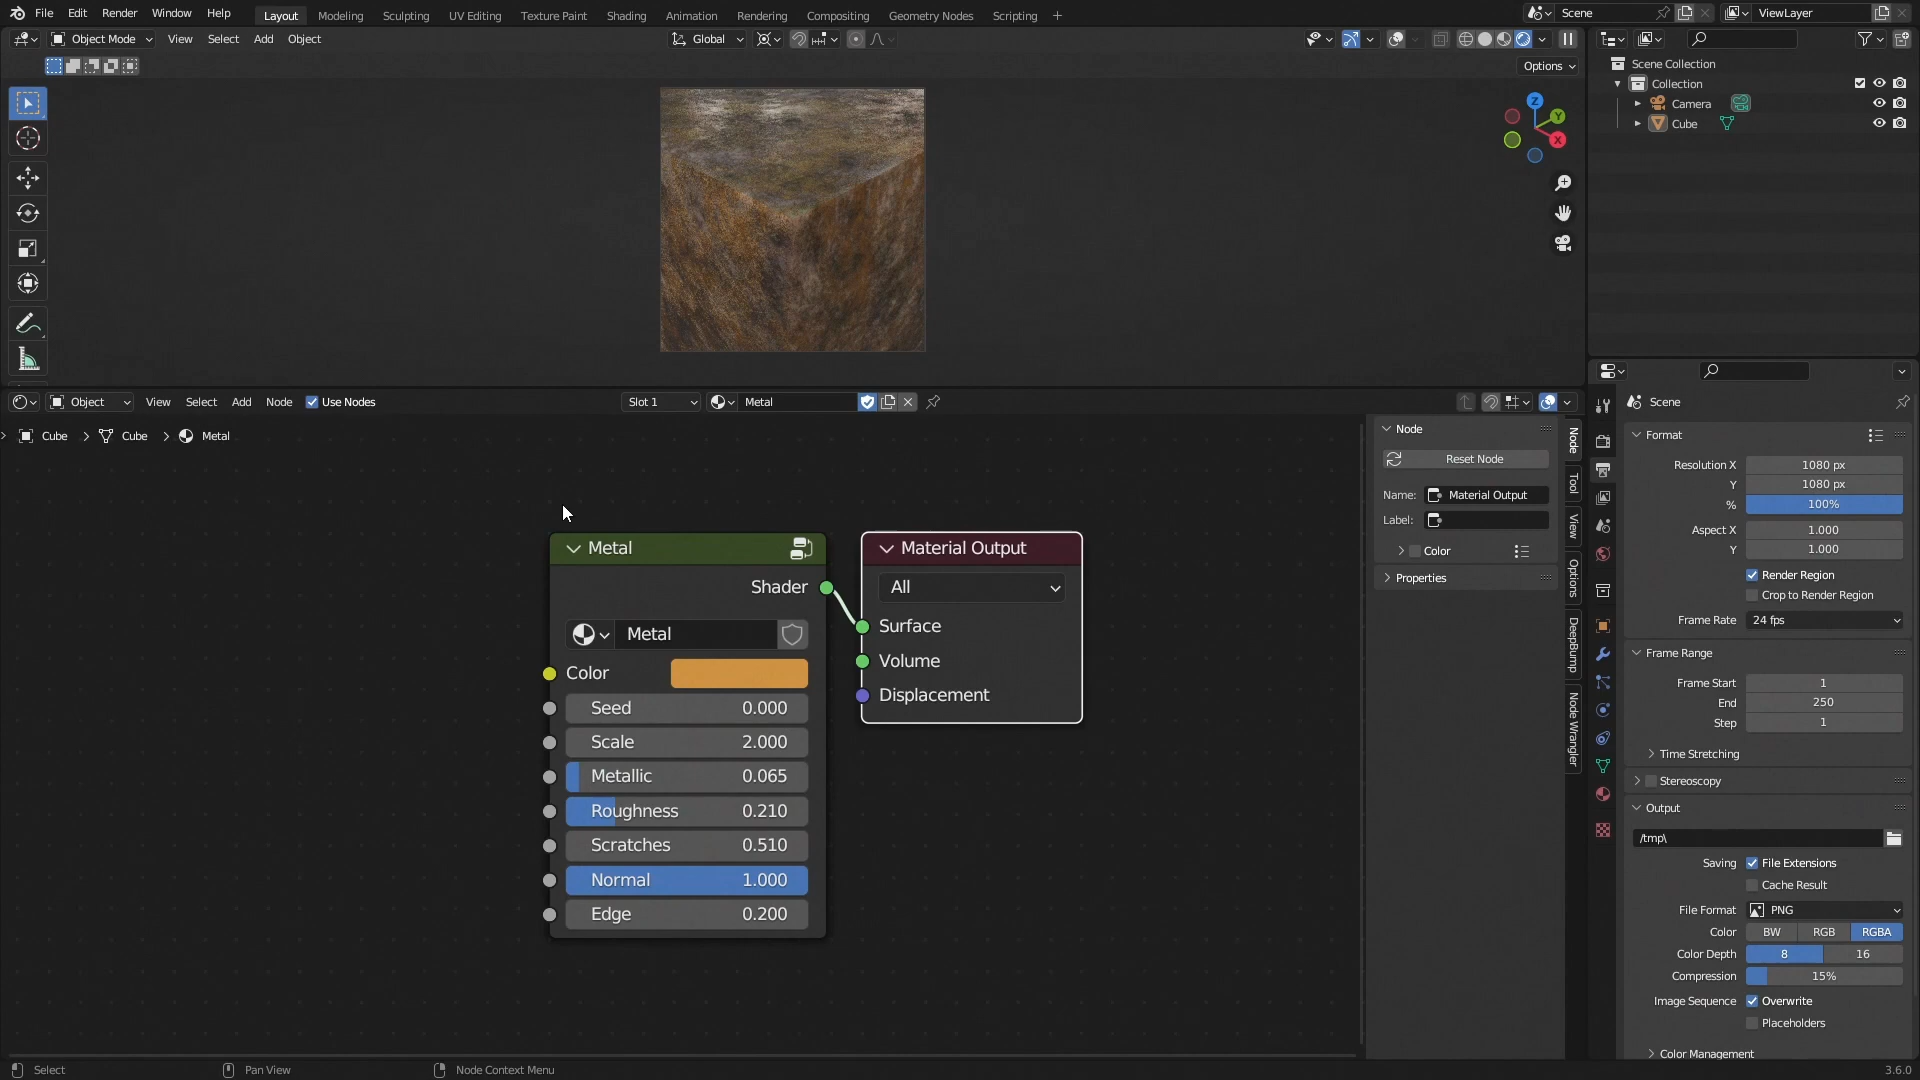 File Edit Render Window Help Layout Modeling Sculpting UV Editing Texture Paint Shading Animation Rendering Compositing Geometry Nodes Scripting + Scene ViewLayer
Object Mode View Select Add Object Global
Options
Scene Collection
Collection
Camera
Cube
Z
Y
X
Object View Select Add Node Use Nodes Slot 1 Metal
Cube > Cube > Metal
Metal
Shader
Metal
Color
Seed 0.000
Scale 2.000
Metallic 0.065
Roughness 0.210
Scratches 0.510
Normal 1.000
Edge 0.200
Material Output
All
Surface
Volume
Displacement
Node
Reset Node
Name: Material Output
Label:
Color
Properties
Node
Tool
View
Options
DeepBump
Node Wrangler
Scene
Format
Resolution X 1080 px
Y 1080 px
% 100%
Aspect X 1.000
Y 1.000
Render Region
Crop to Render Region
Frame Rate 24 fps
Frame Range
Frame Start 1
End 250
Step 1
Time Stretching
Stereoscopy
Output
/tmp\
Saving File Extensions
Cache Result
File Format PNG
Color BW RGB RGBA
Color Depth 8 16
Compression 15%
Image Sequence Overwrite
Placeholders
Color Management
Select Pan View Node Context Menu 3.6.0